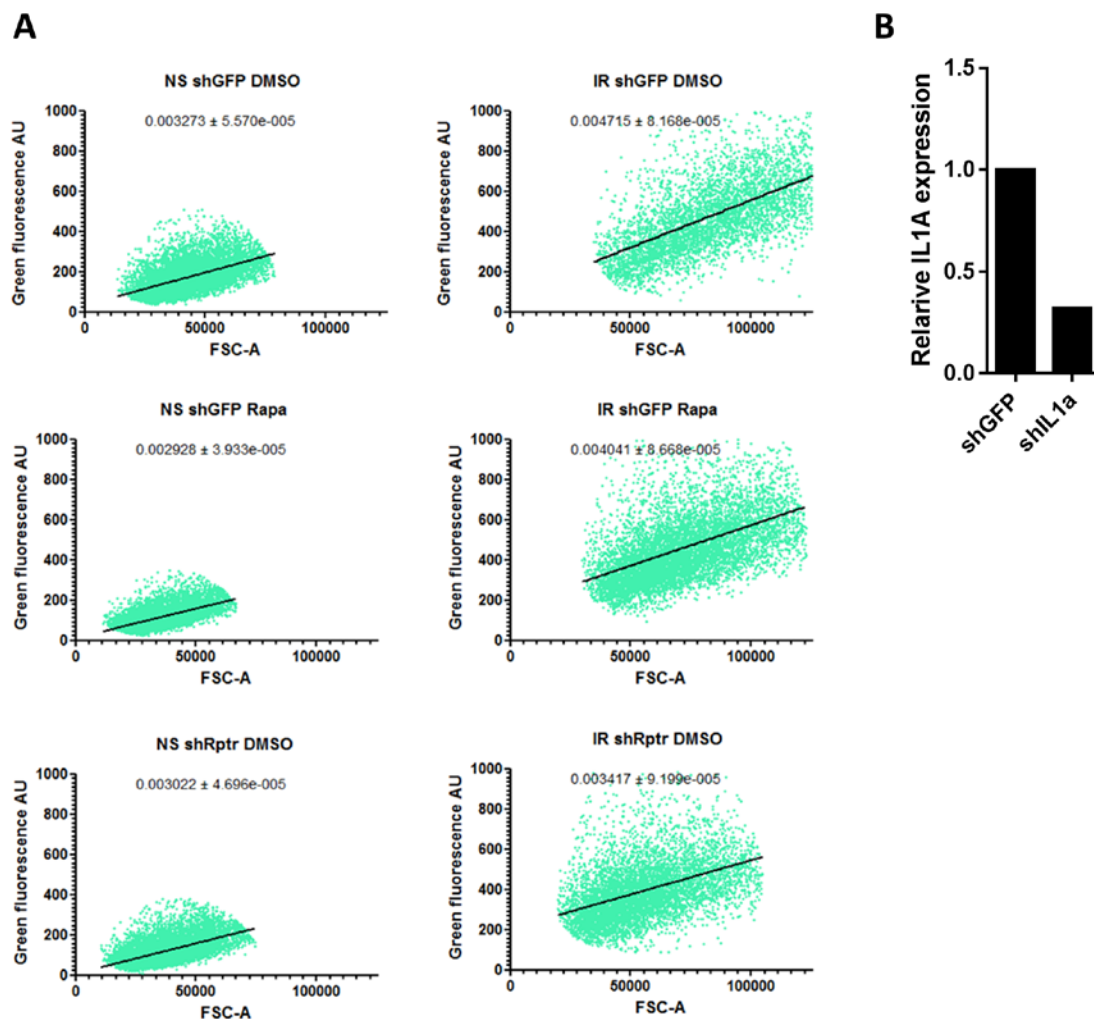 A
B
NS shGFP DMSO
0.003273 ± 5.570e-005
Green fluorescence AU
1000
800
600
400
200
0
0 50000 100000
FSC-A
IR shGFP DMSO
0.004715 ± 8.168e-005
Green fluorescence AU
1000
800
600
400
200
0
0 50000 100000
FSC-A
Relarive IL1A expression
1.5
1.0
0.5
0.0
shGFP
shIL1a
NS shGFP Rapa
0.002928 ± 3.933e-005
Green fluorescence AU
1000
800
600
400
200
0
0 50000 100000
FSC-A
IR shGFP Rapa
0.004041 ± 8.668e-005
Green fluorescence AU
1000
800
600
400
200
0
0 50000 100000
FSC-A
NS shRptr DMSO
0.003022 ± 4.696e-005
Green fluorescence AU
1000
800
600
400
200
0
0 50000 100000
FSC-A
IR shRptr DMSO
0.003417 ± 9.199e-005
Green fluorescence AU
1000
800
600
400
200
0
0 50000 100000
FSC-A